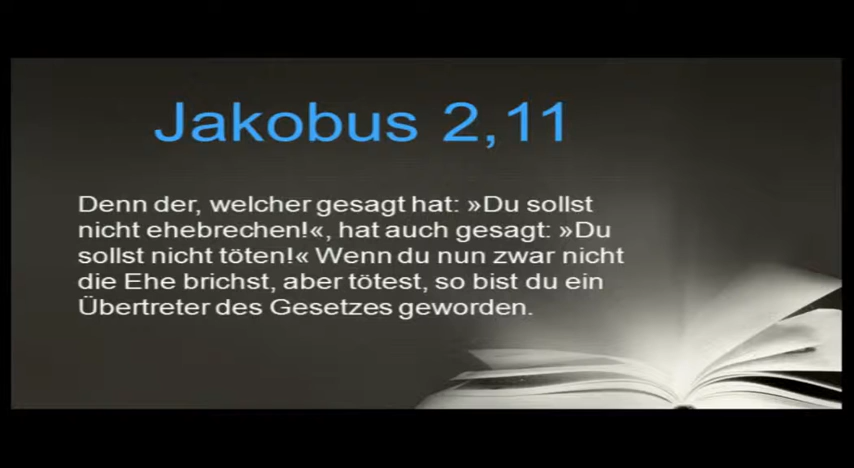 Jakobus 2,11
Denn der, welcher gesagt hat: »Du sollst
nicht ehebrechen!«, hat auch gesagt: »Du
sollst nicht töten!« Wenn du nun zwar nicht
die Ehe brichst, aber tötest, so bist du ein
Übertreter des Gesetzes geworden.